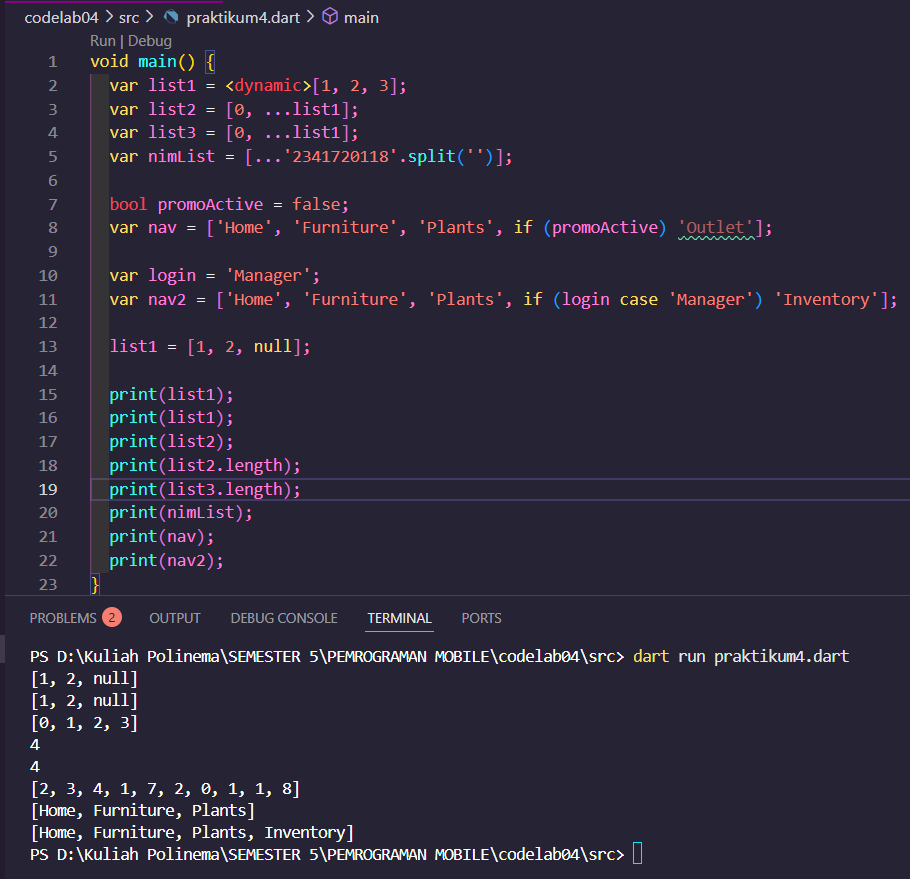 codelab04 > src > praktikum4.dart > main
Run | Debug
1 void main() {
2   var list1 = <dynamic>[1, 2, 3];
3   var list2 = [0, ...list1];
4   var list3 = [0, ...list1];
5   var nimList = [...'2341720118'.split('')];
6
7   bool promoActive = false;
8   var nav = ['Home', 'Furniture', 'Plants', if (promoActive) 'Outlet'];
9
10   var login = 'Manager';
11   var nav2 = ['Home', 'Furniture', 'Plants', if (login case 'Manager') 'Inventory'];
12
13   list1 = [1, 2, null];
14
15   print(list1);
16   print(list1);
17   print(list2);
18   print(list2.length);
19   print(list3.length);
20   print(nimList);
21   print(nav);
22   print(nav2);
23 }
PROBLEMS 2 OUTPUT DEBUG CONSOLE TERMINAL PORTS
PS D:\Kuliah Polinema\SEMESTER 5\PEMROGRAMAN MOBILE\codelab04\src> dart run praktikum4.dart
[1, 2, null]
[1, 2, null]
[0, 1, 2, 3]
4
4
[2, 3, 4, 1, 7, 2, 0, 1, 1, 8]
[Home, Furniture, Plants]
[Home, Furniture, Plants, Inventory]
PS D:\Kuliah Polinema\SEMESTER 5\PEMROGRAMAN MOBILE\codelab04\src>